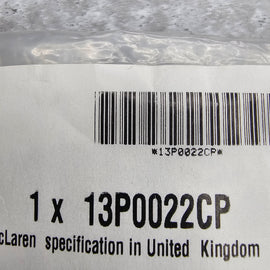 *13P0022CP*
1 x 13P0022CP
cLaren specification in United Kingdom